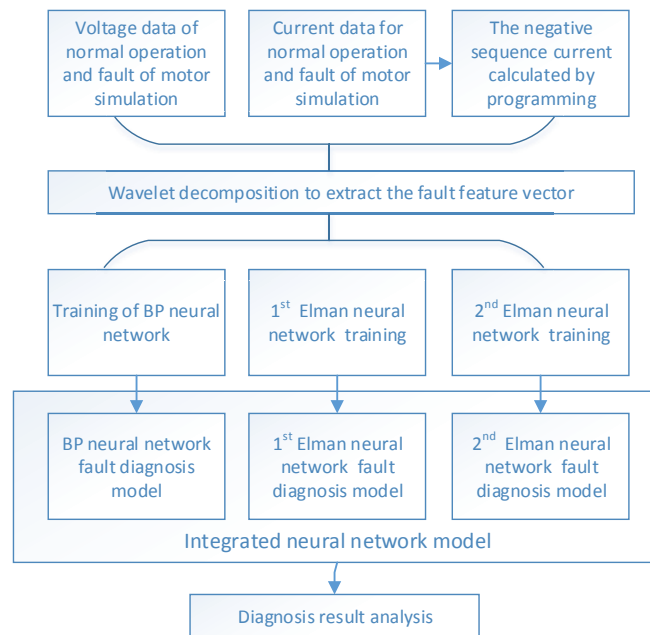 Voltage data of
normal operation
and fault of motor
simulation
Current data for
normal operation
and fault of motor
simulation
The negative
sequence current
calculated by
programming
Wavelet decomposition to extract the fault feature vector
Training of BP neural
network
1st Elman neural
network training
2nd Elman neural
network training
BP neural network
fault diagnosis
model
1st Elman neural
network fault
diagnosis model
2nd Elman neural
network fault
diagnosis model
Integrated neural network model
Diagnosis result analysis